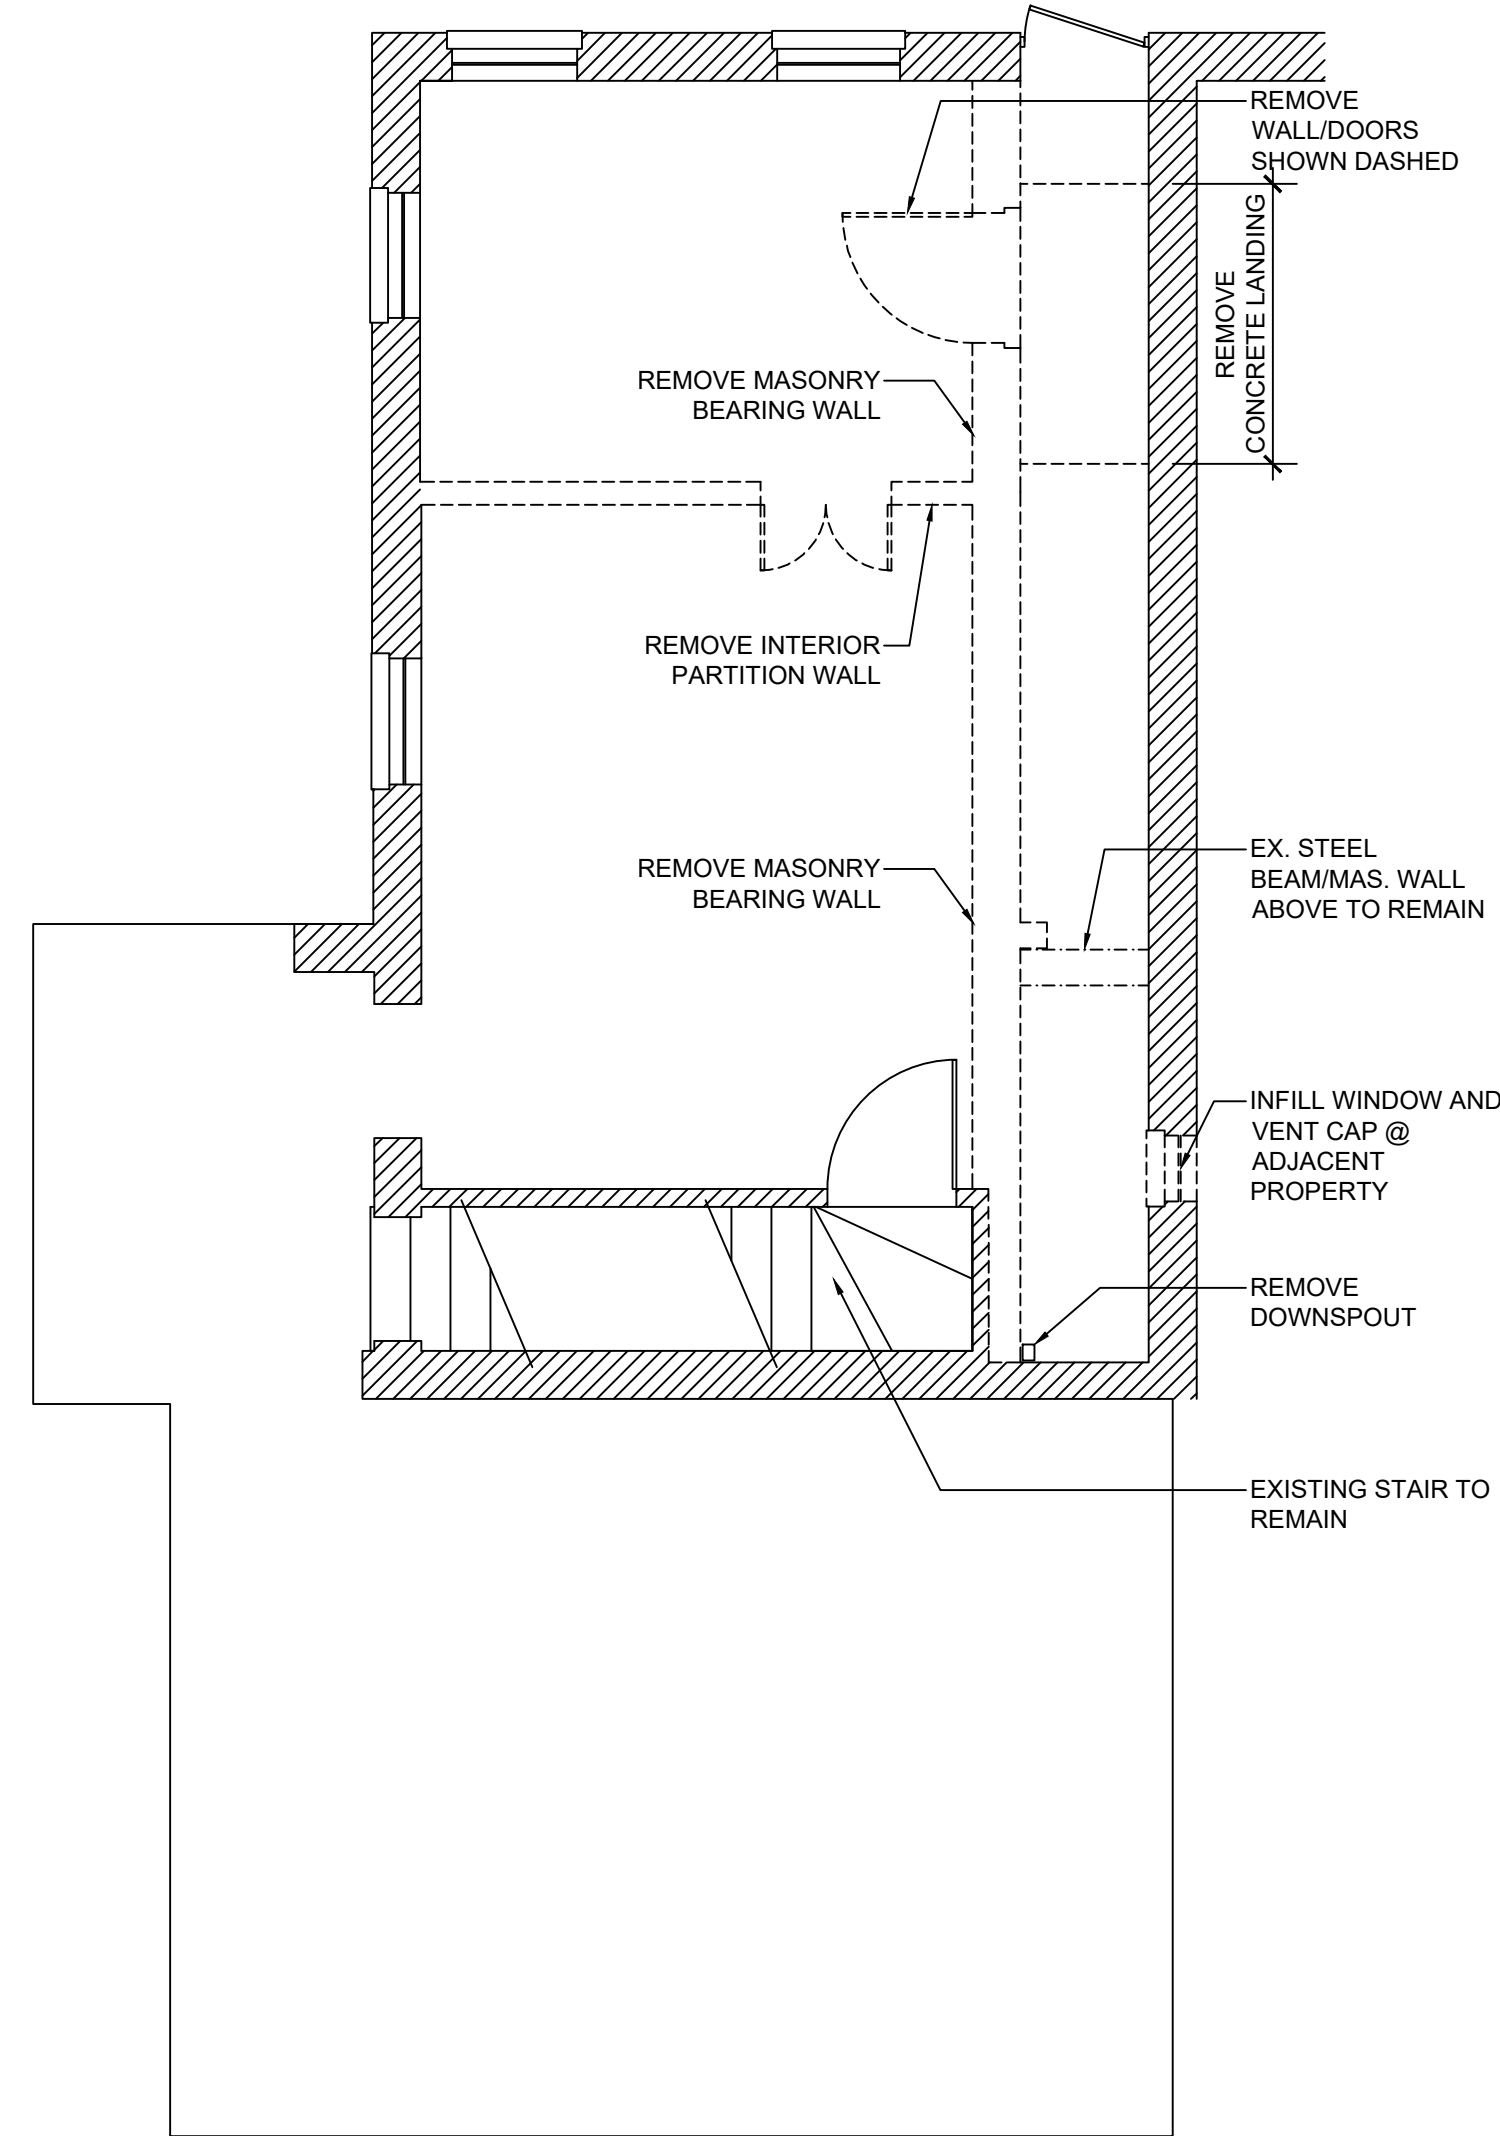 REMOVE
WALL/DOORS
SHOWN DASHED
REMOVE
CONCRETE LANDING
REMOVE MASONRY
BEARING WALL
REMOVE INTERIOR
PARTITION WALL
REMOVE MASONRY
BEARING WALL
EX. STEEL
BEAM/MAS. WALL
ABOVE TO REMAIN
INFILL WINDOW AND
VENT CAP @
ADJACENT
PROPERTY
REMOVE
DOWNSPOUT
EXISTING STAIR TO
REMAIN